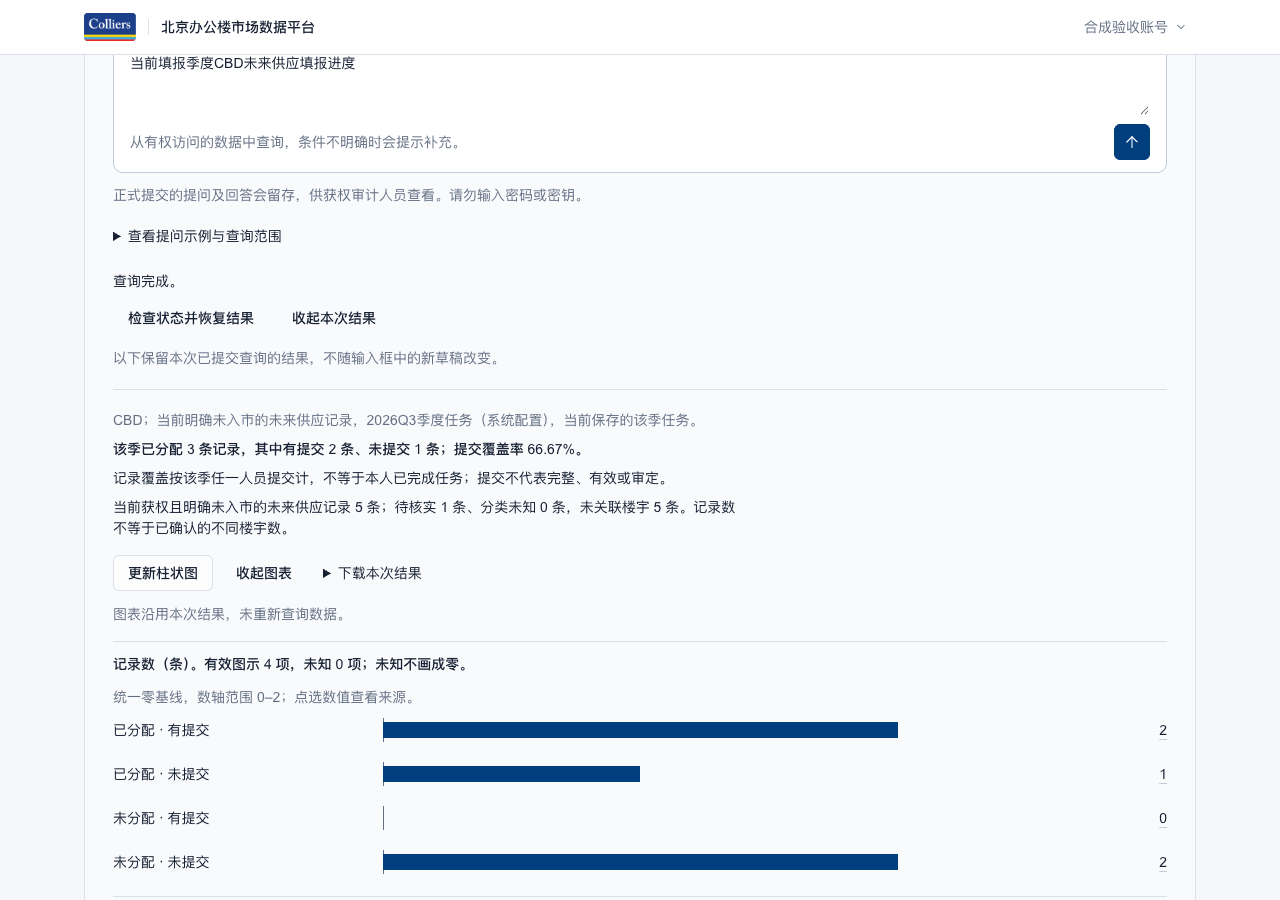 Colliers
北京办公楼市场数据平台
合成验收账号
当前填报季度CBD未来供应填报进度
从有权访问的数据中查询，条件不明确时会提示补充。
正式提交的提问及回答会留存，供获权审计人员查看。请勿输入密码或密钥。
查看提问示例与查询范围
查询完成。
检查状态并恢复结果 收起本次结果
以下保留本次已提交查询的结果，不随输入框中的新草稿改变。
CBD；当前明确未入市的未来供应记录，2026Q3季度任务（系统配置），当前保存的该季任务。
该季已分配 3 条记录，其中有提交 2 条、未提交 1 条；提交覆盖率 66.67%。
记录覆盖按该季任一人员提交计，不等于本人已完成任务；提交不代表完整、有效或审定。
当前获权且明确未入市的未来供应记录 5 条；待核实 1 条、分类未知 0 条，未关联楼宇 5 条。记录数
不等于已确认的不同楼宇数。
更新柱状图 收起图表 下载本次结果
图表沿用本次结果，未重新查询数据。
记录数（条）。有效图示 4 项，未知 0 项；未知不画成零。
统一零基线，数轴范围 0–2；点选数值查看来源。
已分配 · 有提交 2
已分配 · 未提交 1
未分配 · 有提交 0
未分配 · 未提交 2